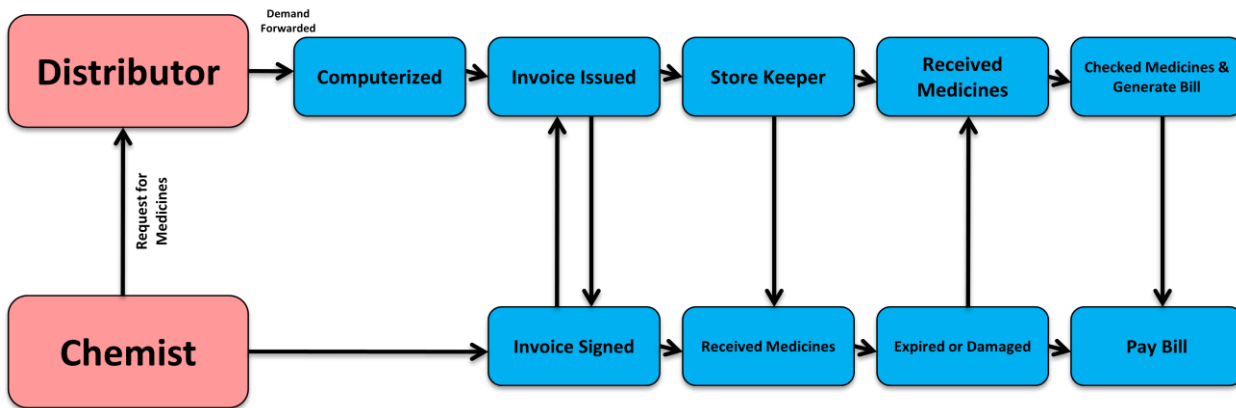 Demand
Forwarded
Distributor
Computerized
Invoice Issued
Store Keeper
Received
Medicines
Checked Medicines &
Generate Bill
Request for
Medicines
Chemist
Invoice Signed
Received Medicines
Expired or Damaged
Pay Bill